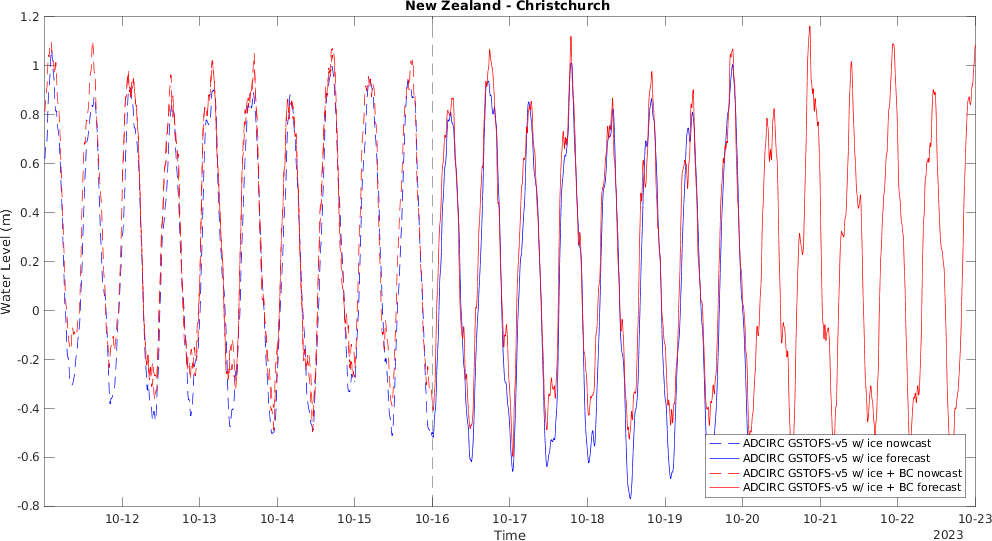 New Zealand - Christchurch
Water Level (m)
1.2
1
0.8
0.6
0.4
0.2
0
-0.2
-0.4
-0.6
-0.8
ADCIRC GSTOFS-v5 w/ ice nowcast
ADCIRC GSTOFS-v5 w/ ice forecast
ADCIRC GSTOFS-v5 w/ ice + BC nowcast
ADCIRC GSTOFS-v5 w/ ice + BC forecast
10-12 10-13 10-14 10-15 10-16 10-17 10-18 10-19 10-20 10-21 10-22 10-23
Time
2023